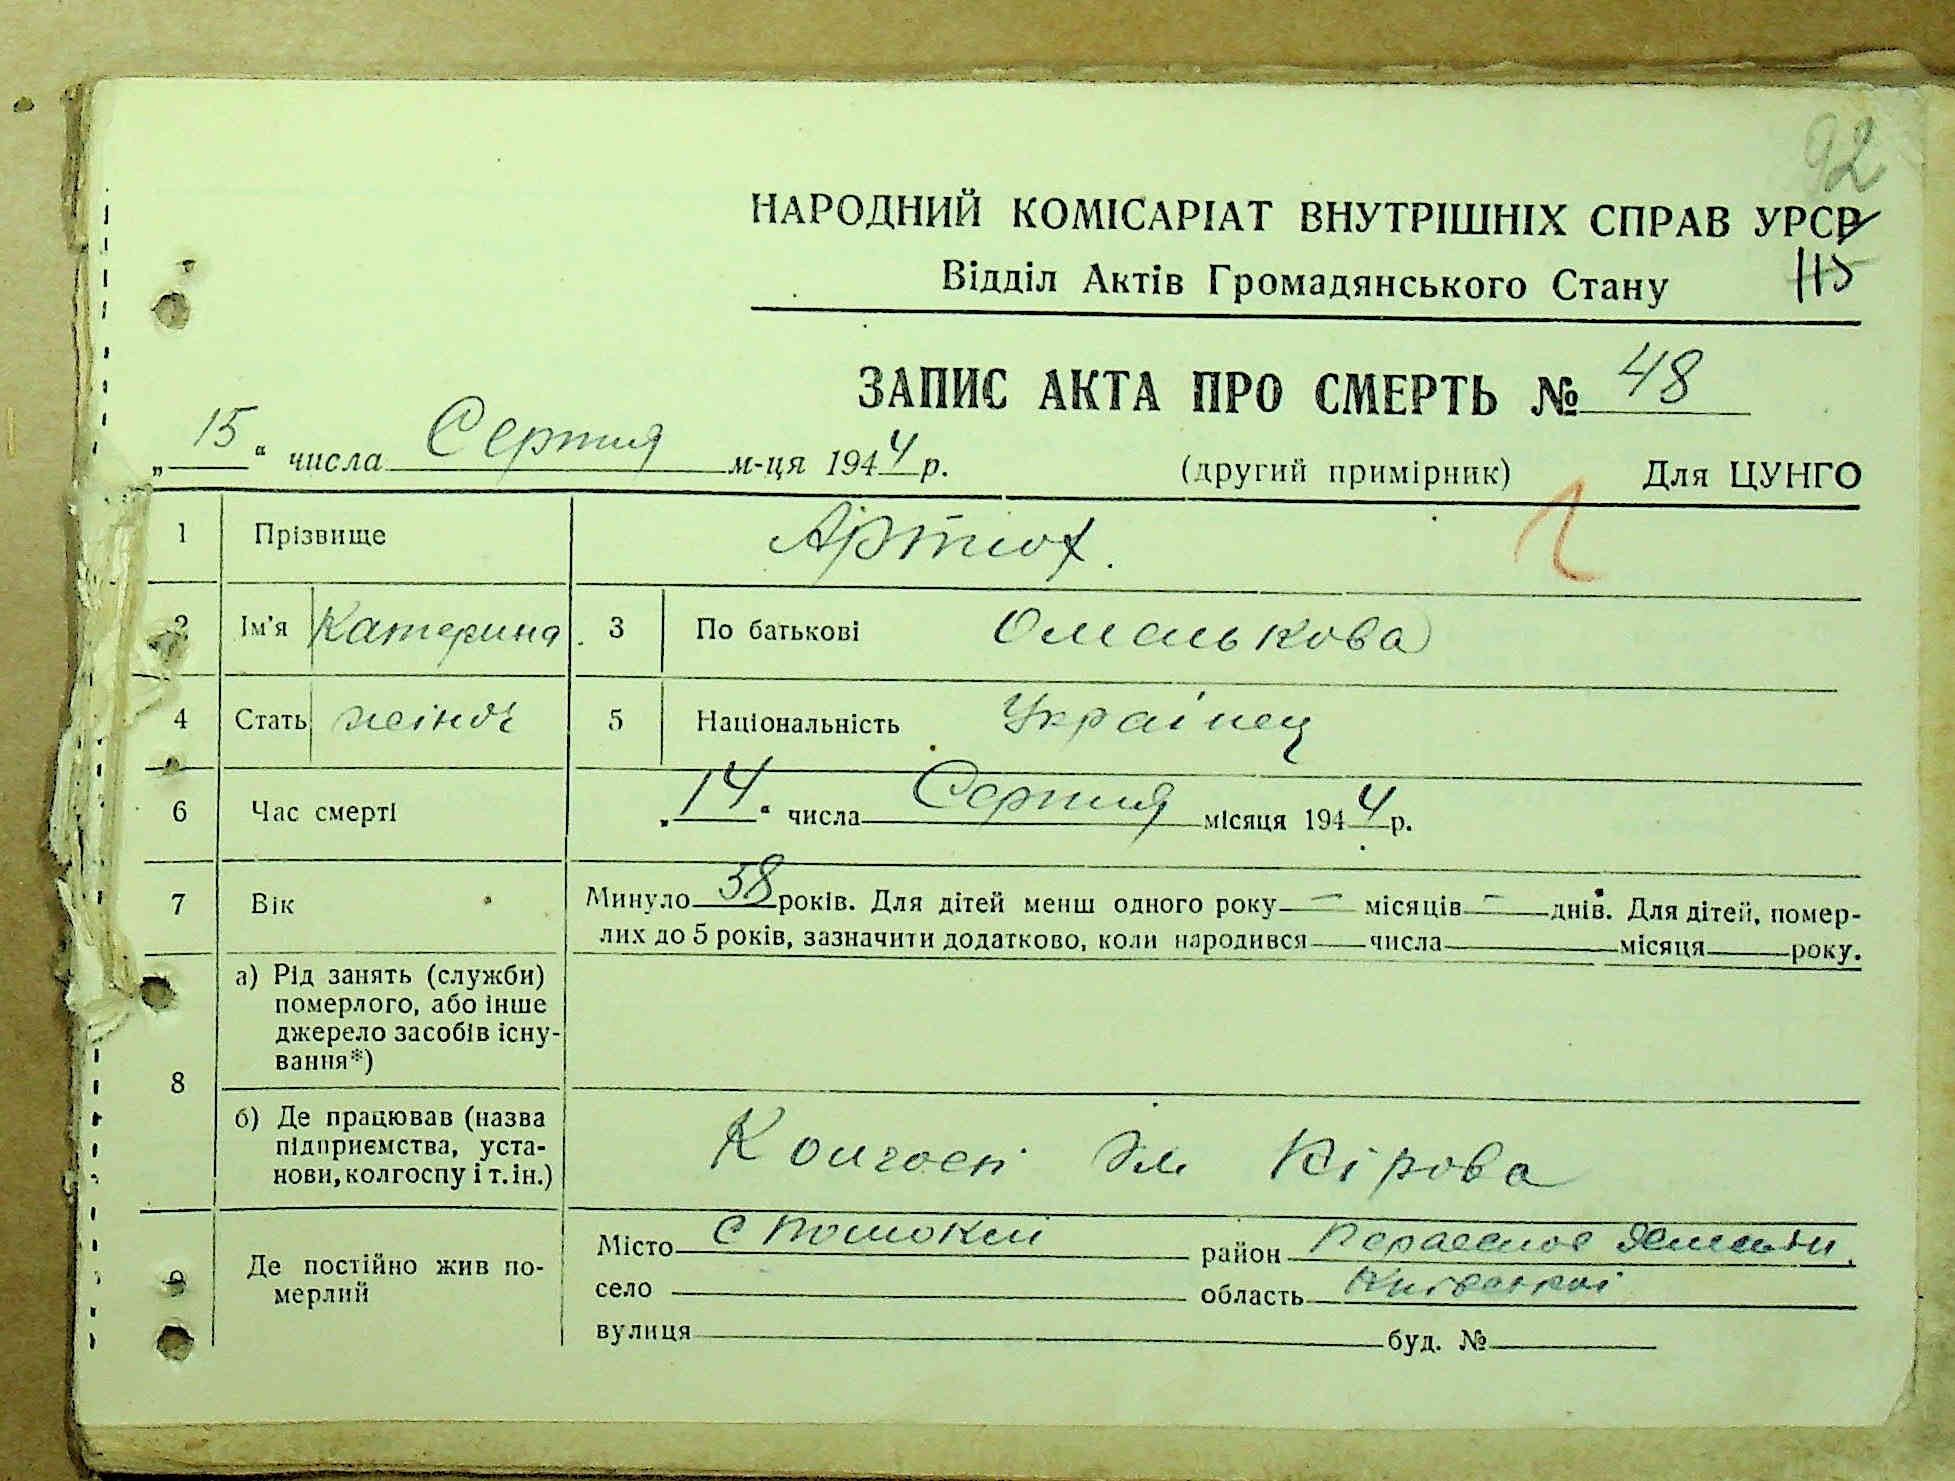 92
НАРОДНИЙ КОМІСАРІАТ ВНУТРІШНІХ СПРАВ УРСР
Відділ Актів Громадянського Стану 115
ЗАПИС АКТА ПРО СМЕРТЬ № 48
„15“ числа Серпня м-ця 1944 р. (другий примірник) Для ЦУНГО
1 Прізвище Артюх.
2 Ім'я Катерина 3 По батькові Омелькова
4 Стать жіноч 5 Національність Українец
6 Час смерті „14“ числа Серпня місяця 1944 р.
7 Вік Минуло 58 років. Для дітей менш одного року — місяців — днів. Для дітей, помер-
лих до 5 років, зазначити додатково, коли народився числа місяця року.
8 а) Рід занять (служби)
померлого, або інше
джерело засобів існу-
вання*)
б) Де працював (назва
підприємства, уста-
нови, колгоспу і т. ін.)
Колгосп Ім Кірова
9 Де постійно жив по-
мерлий
Місто с район
село область Київської
вулиця буд. №